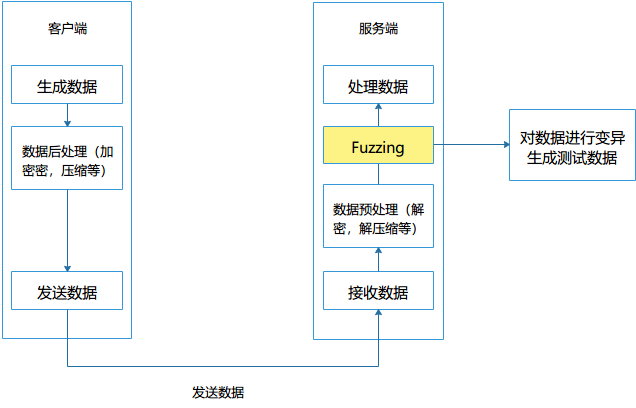 客户端
生成数据
数据后处理（加
密密，压缩等）
发送数据
服务端
处理数据
Fuzzing
数据预处理（解
密，解压缩等）
接收数据
对数据进行变异
生成测试数据
发送数据